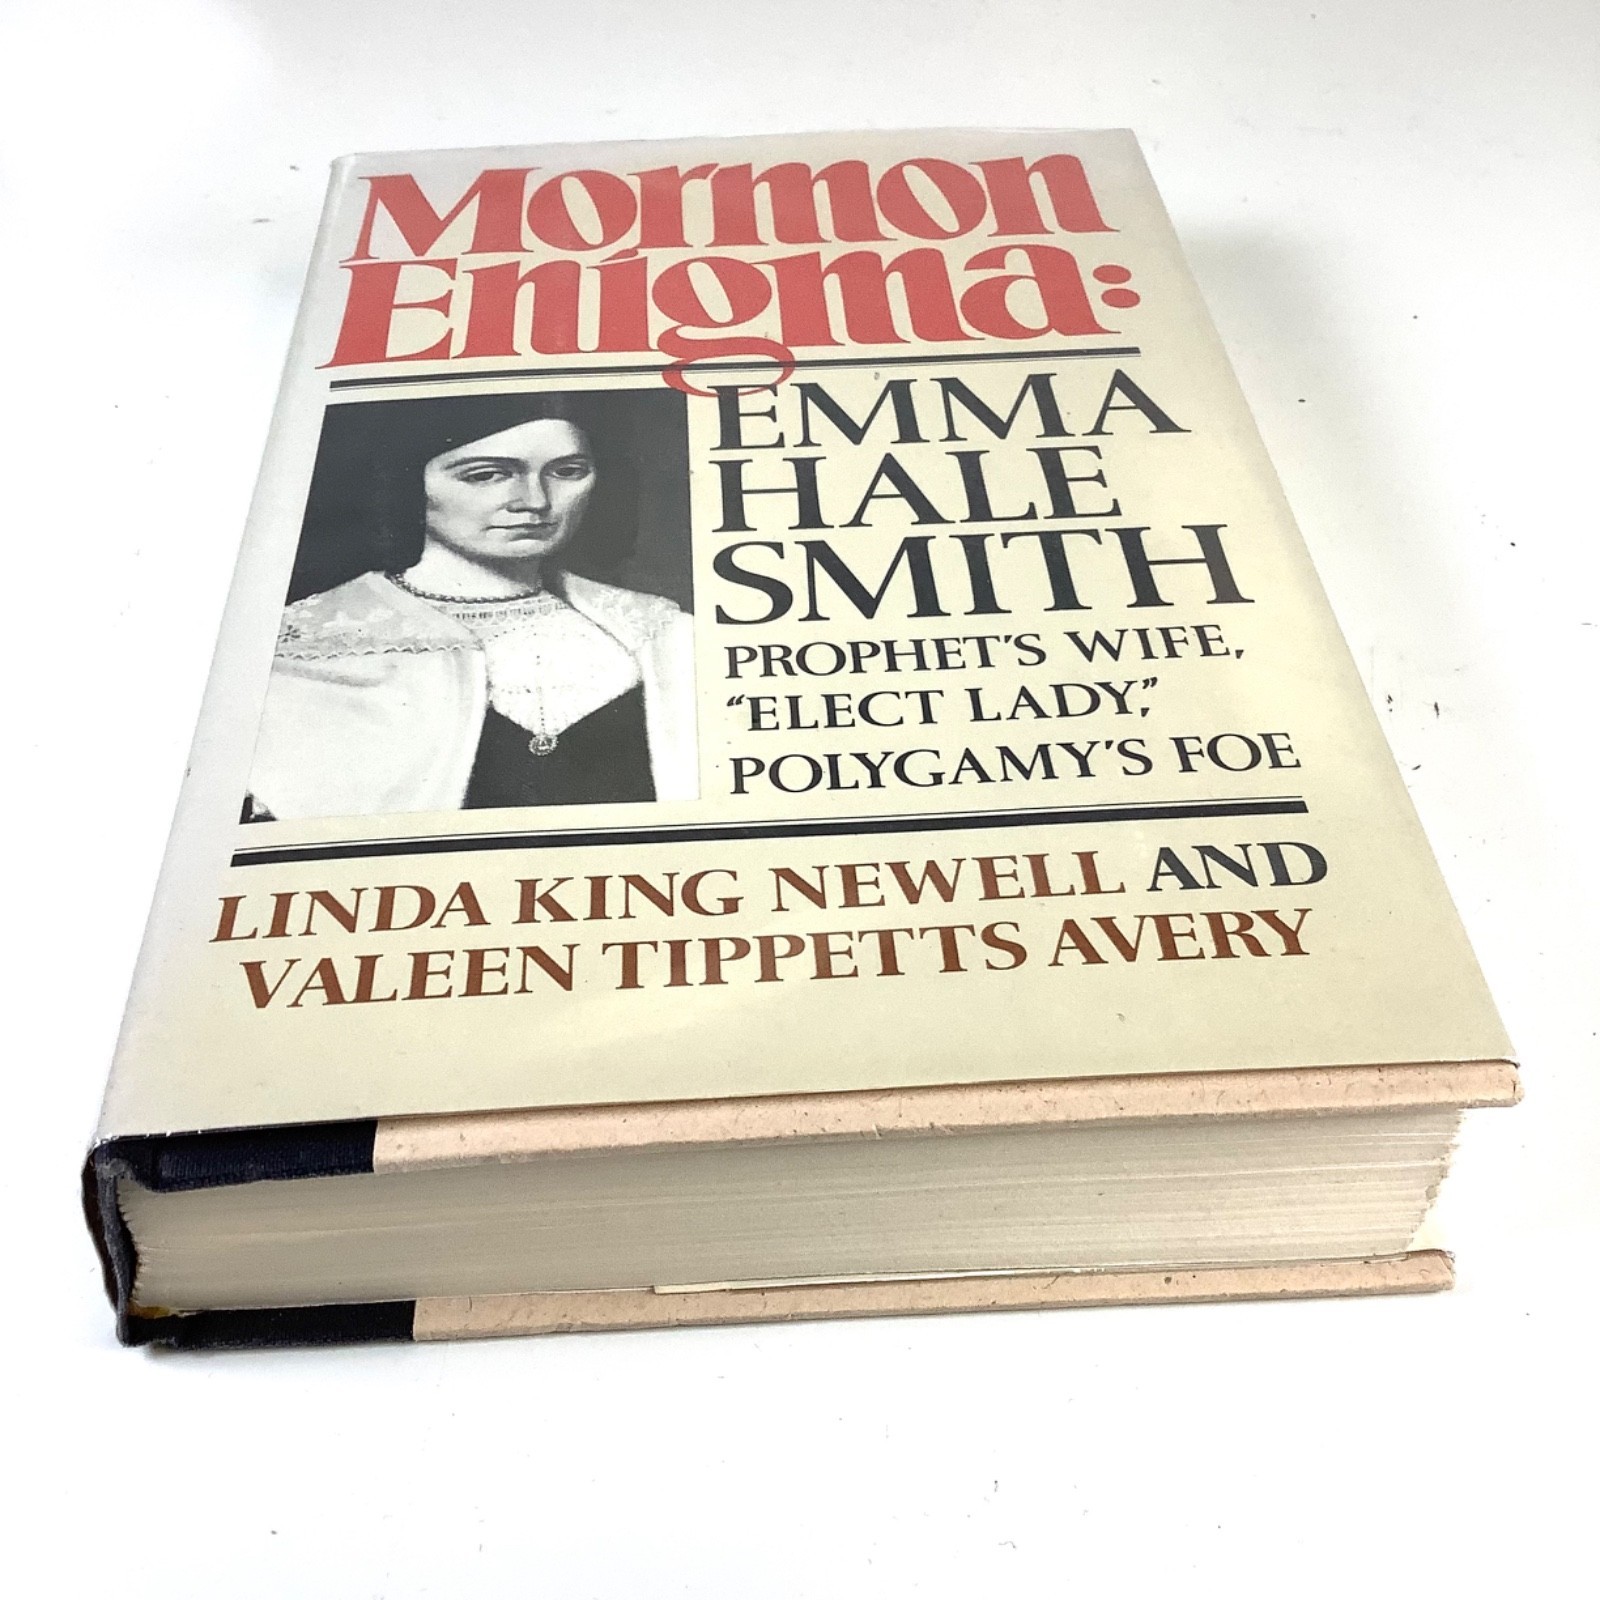 Mormon
Enigma:
EMMA
HALE
SMITH
PROPHET'S WIFE,
“ELECT LADY,”
POLYGAMY'S FOE
LINDA KING NEWELL AND
VALEEN TIPPETTS AVERY